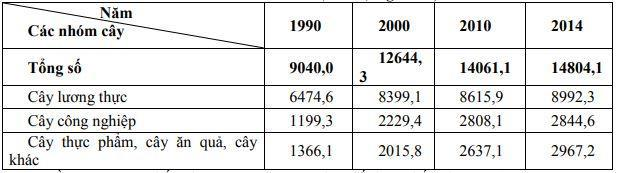 Năm 1990 2000 2010 2014
Các nhóm cây
Tổng số 9040,0 12644,3 14061,1 14804,1
Cây lương thực 6474,6 8399,1 8615,9 8992,3
Cây công nghiệp 1199,3 2229,4 2808,1 2844,6
Cây thực phẩm, cây ăn quả, cây
khác 1366,1 2015,8 2637,1 2967,2